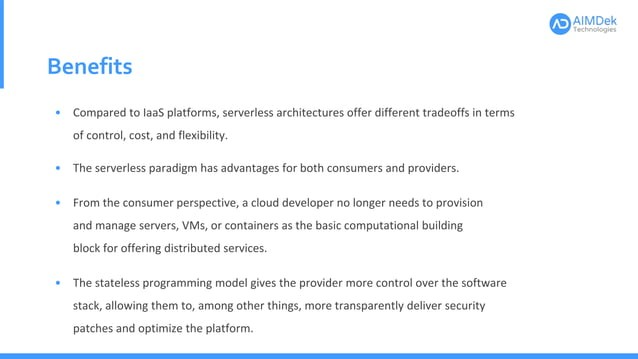 AIMDek
Technologies
Benefits
• Compared to IaaS platforms, serverless architectures offer different tradeoffs in terms
of control, cost, and flexibility.
• The serverless paradigm has advantages for both consumers and providers.
• From the consumer perspective, a cloud developer no longer needs to provision
and manage servers, VMs, or containers as the basic computational building
block for offering distributed services.
• The stateless programming model gives the provider more control over the software
stack, allowing them to, among other things, more transparently deliver security
patches and optimize the platform.